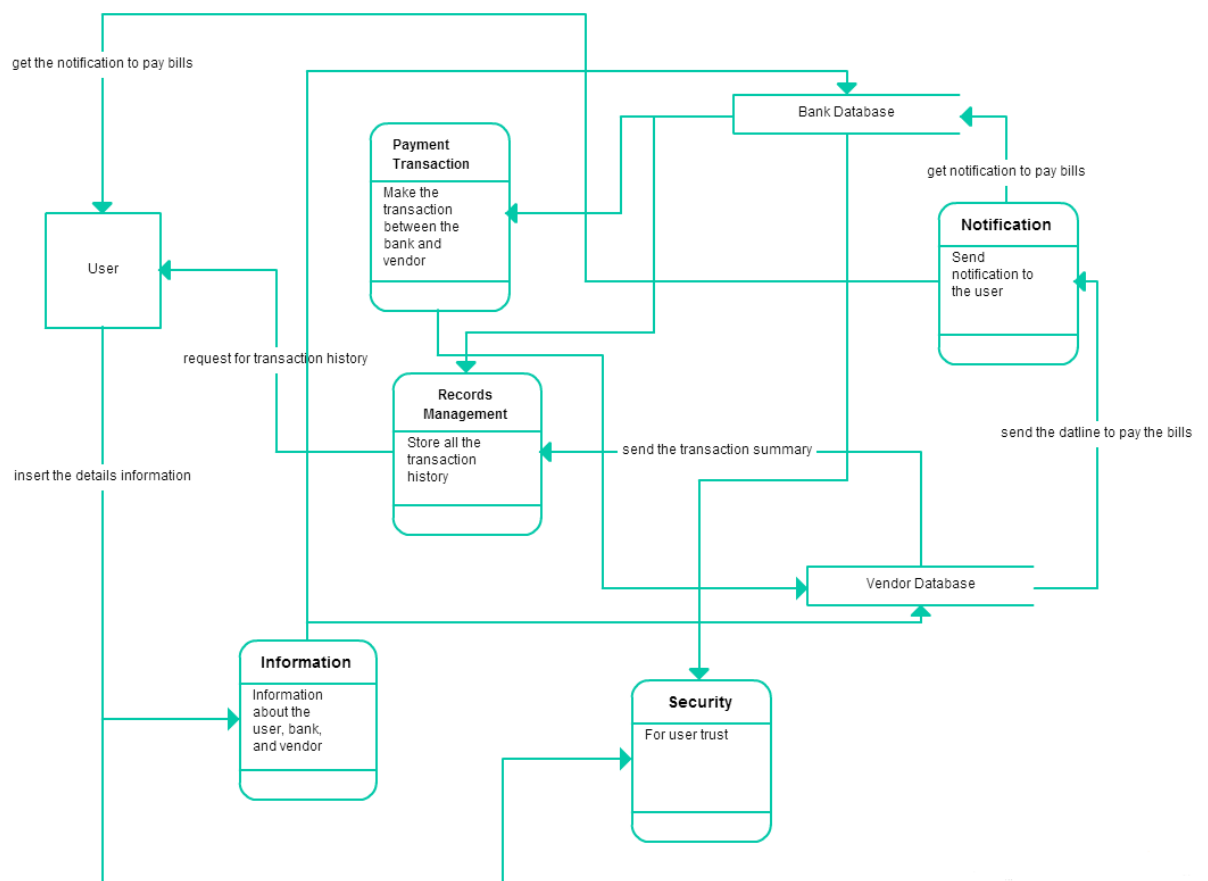 get the notification to pay bills
Bank Database
Payment
Transaction
Make the
transaction
between the
bank and
vendor
get notification to pay bills
Notification
Send
notification to
the user
User
request for transaction history
Records
Management
Store all the
transaction
history
send the transaction summary
send the datline to pay the bills
insert the details information
Vendor Database
Information
Information
about the
user, bank,
and vendor
Security
For user trust